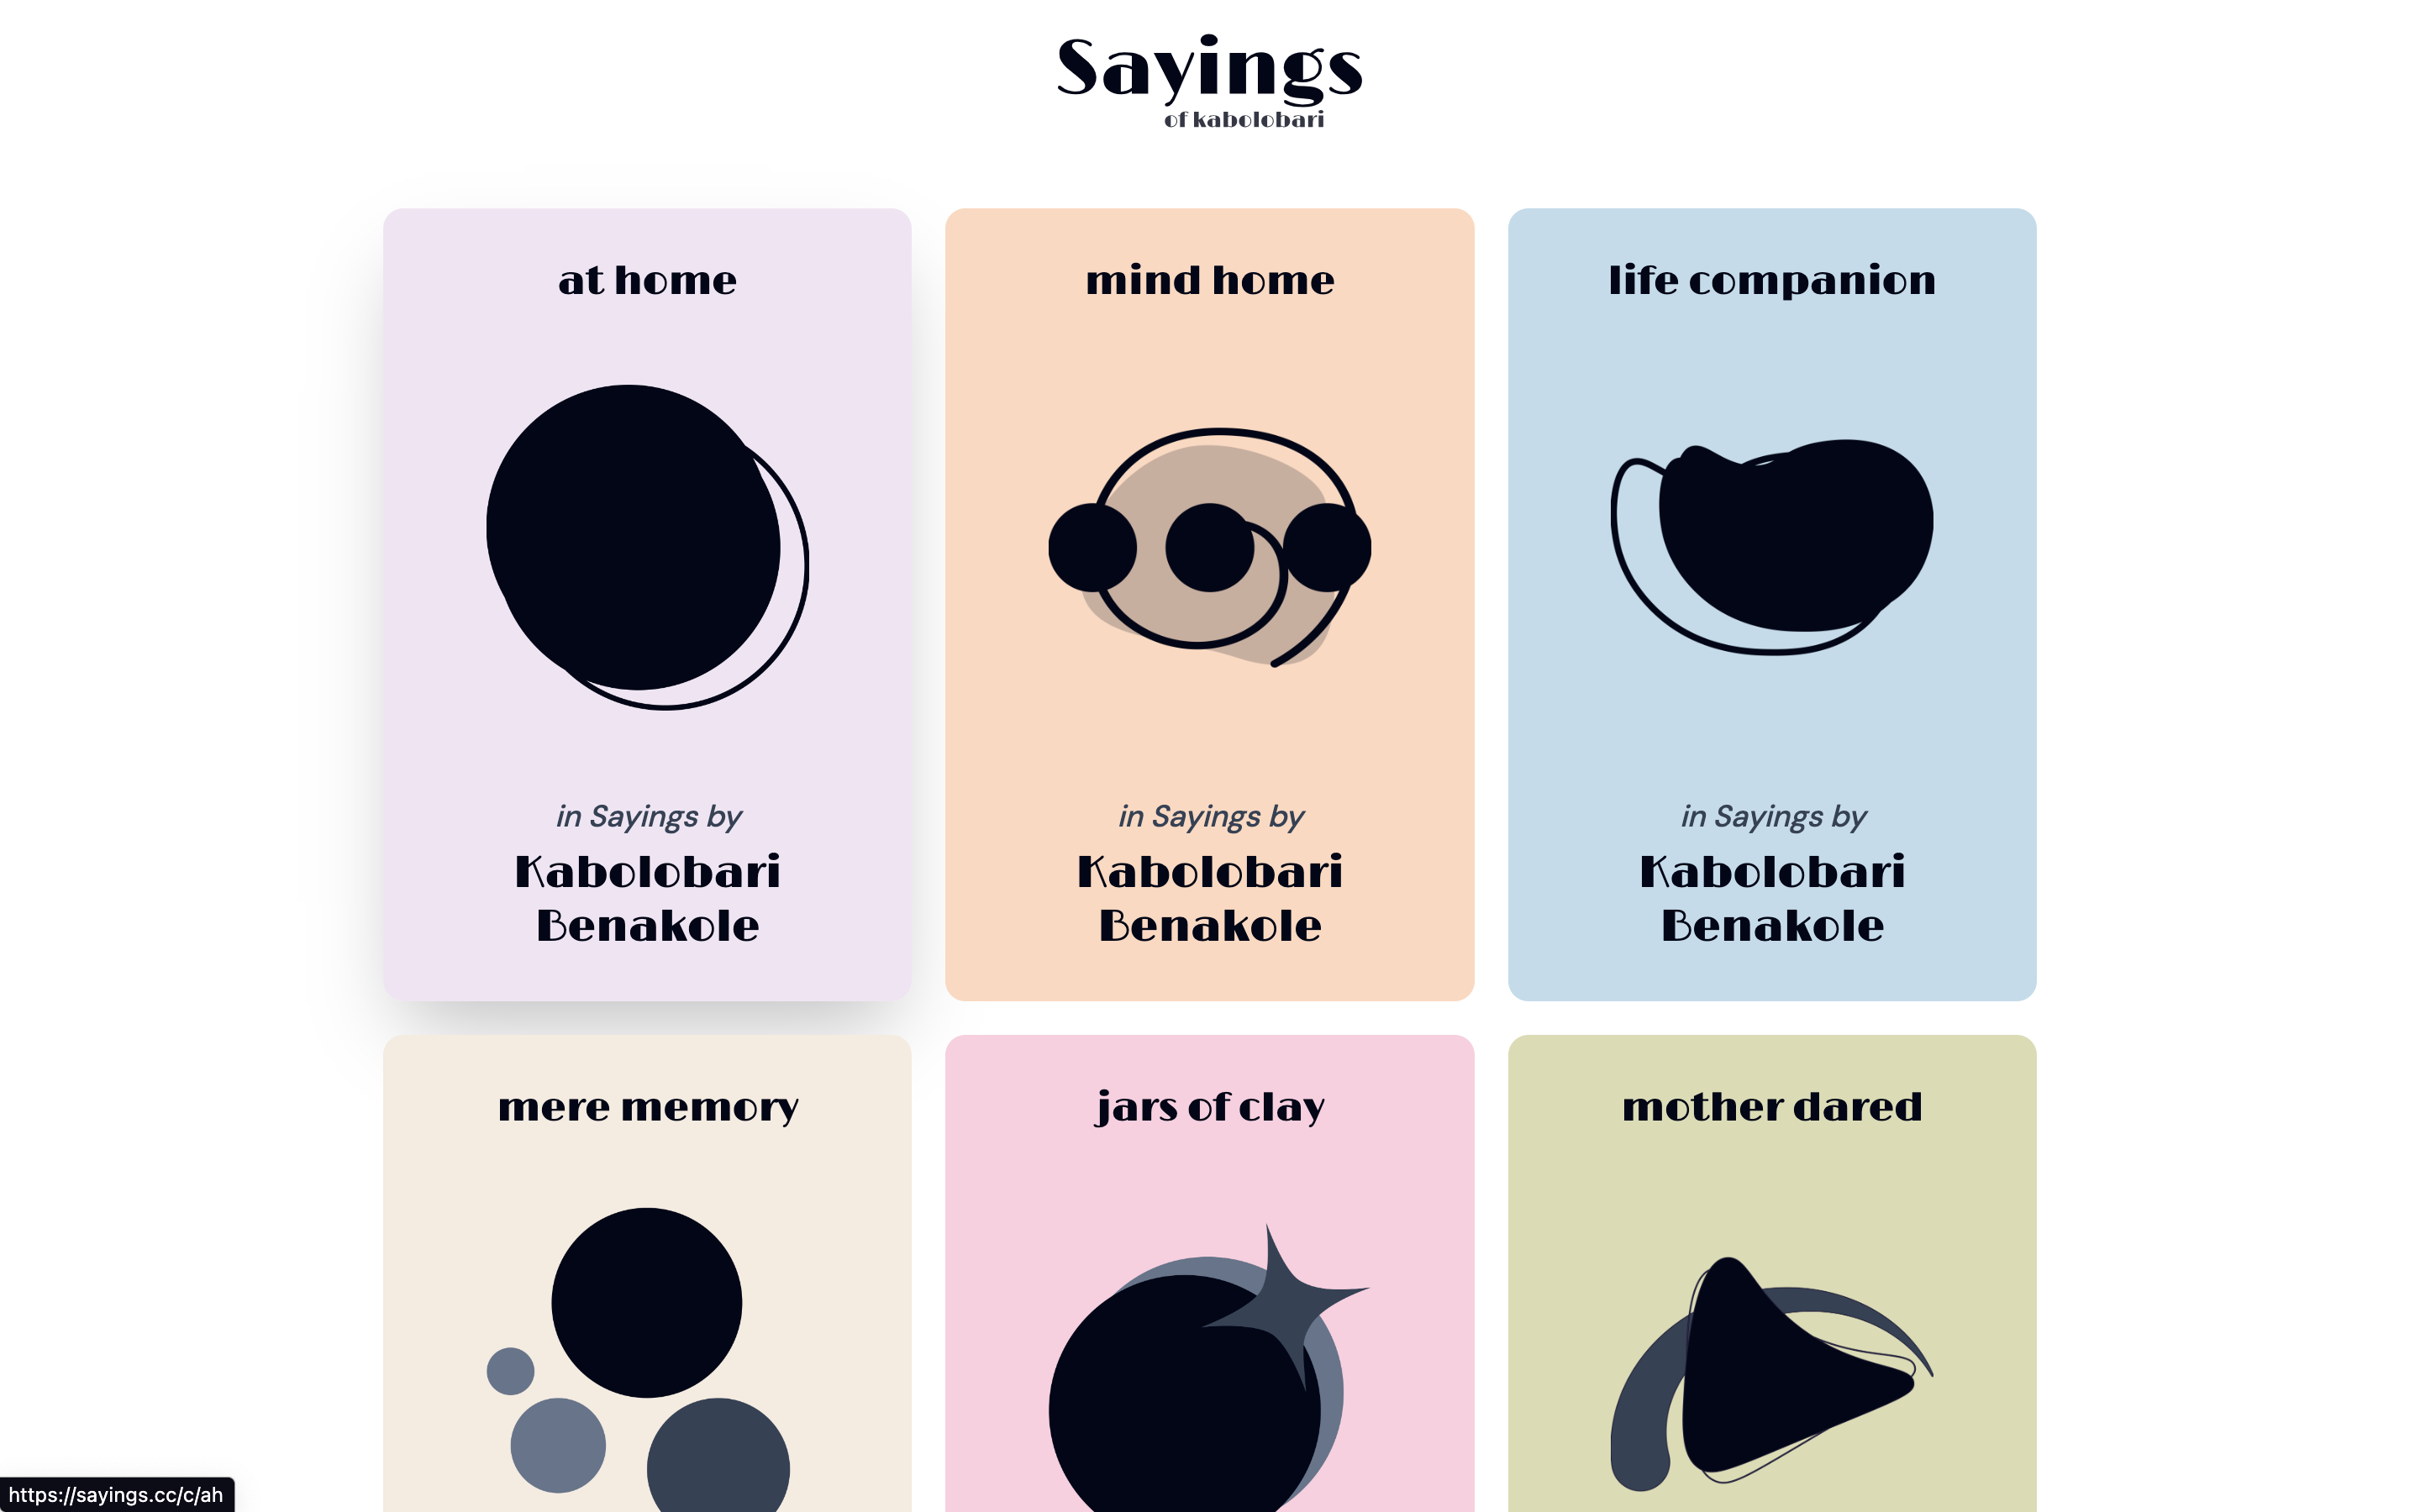 Sayings
of kabolobari
at home
mind home
life companion
in Sayings by
Kabolobari
Benakole
in Sayings by
Kabolobari
Benakole
in Sayings by
Kabolobari
Benakole
mere memory
jars of clay
mother dared
https://sayings.cc/c/ah